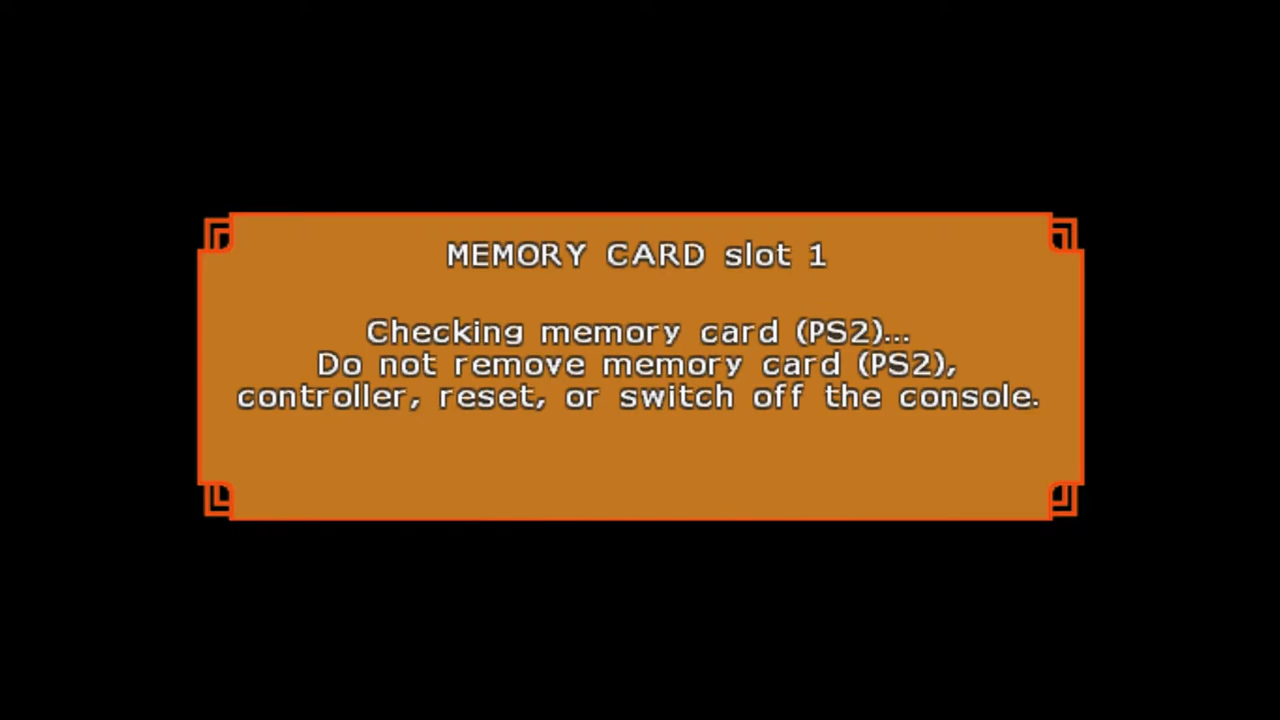 MEMORY CARD slot 1
Checking memory card (PS2)...
Do not remove memory card (PS2),
controller, reset, or switch off the console.